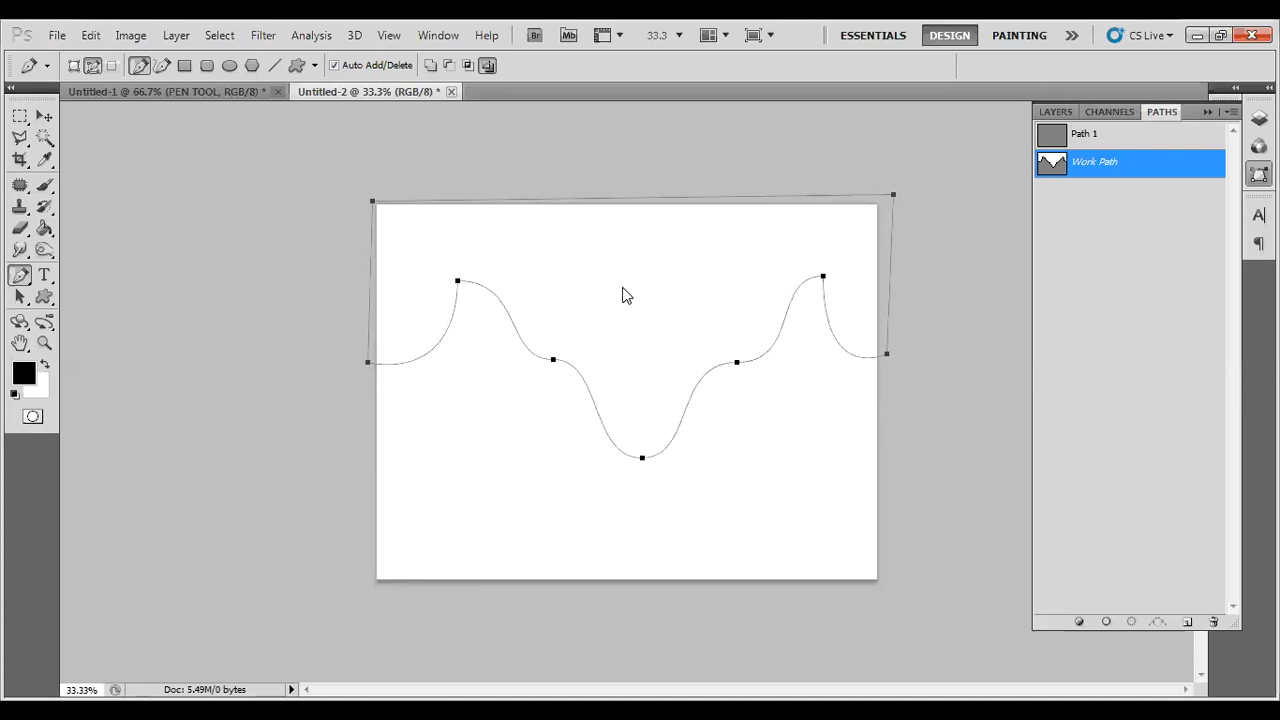 Ps File Edit Image Layer Select Filter Analysis 3D View Window Help Br Mb 33.3 ESSENTIALS DESIGN PAINTING CS Live
Auto Add/Delete
Untitled-1 @ 66.7% (PEN TOOL, RGB/8) * Untitled-2 @ 33.3% (RGB/8) *
LAYERS CHANNELS PATHS
Path 1
Work Path
A
T
33.33% Doc: 5.49M/0 bytes